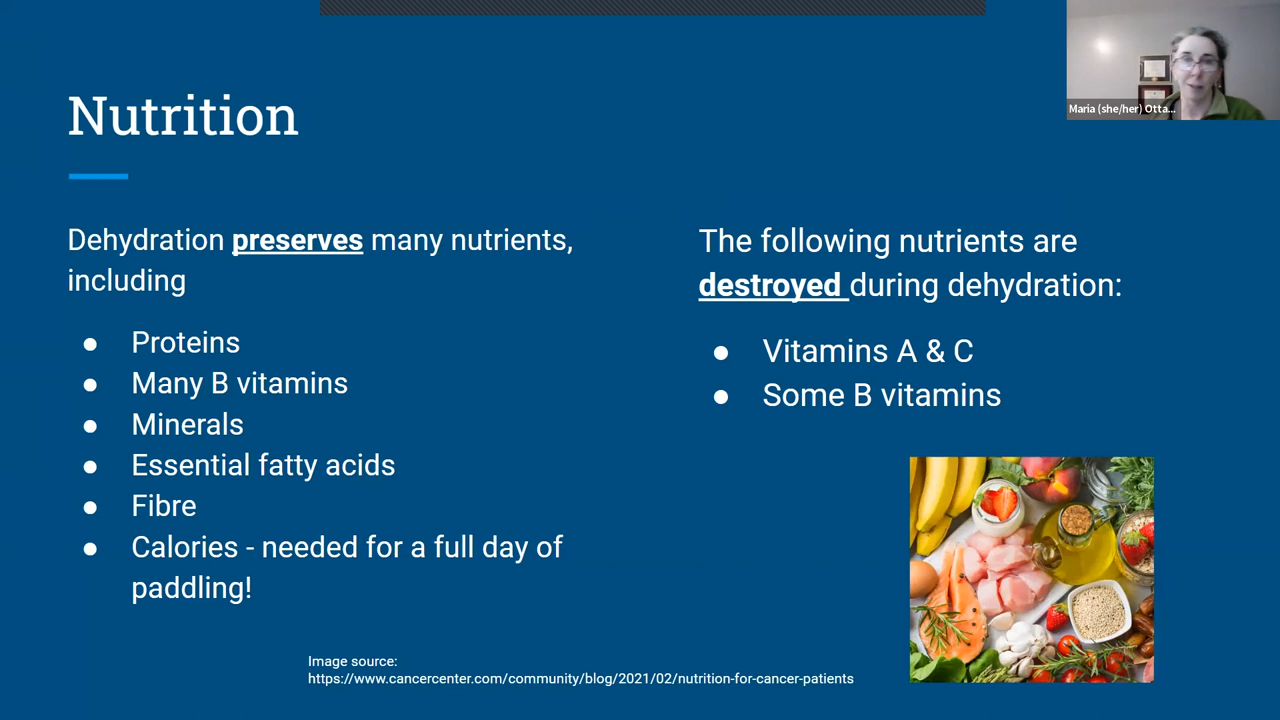 Nutrition
Maria (she/her) Otta...
Dehydration preserves many nutrients,
including
● Proteins
● Many B vitamins
● Minerals
● Essential fatty acids
● Fibre
● Calories - needed for a full day of
paddling!
The following nutrients are
destroyed during dehydration:
● Vitamins A & C
● Some B vitamins
Image source:
https://www.cancercenter.com/community/blog/2021/02/nutrition-for-cancer-patients